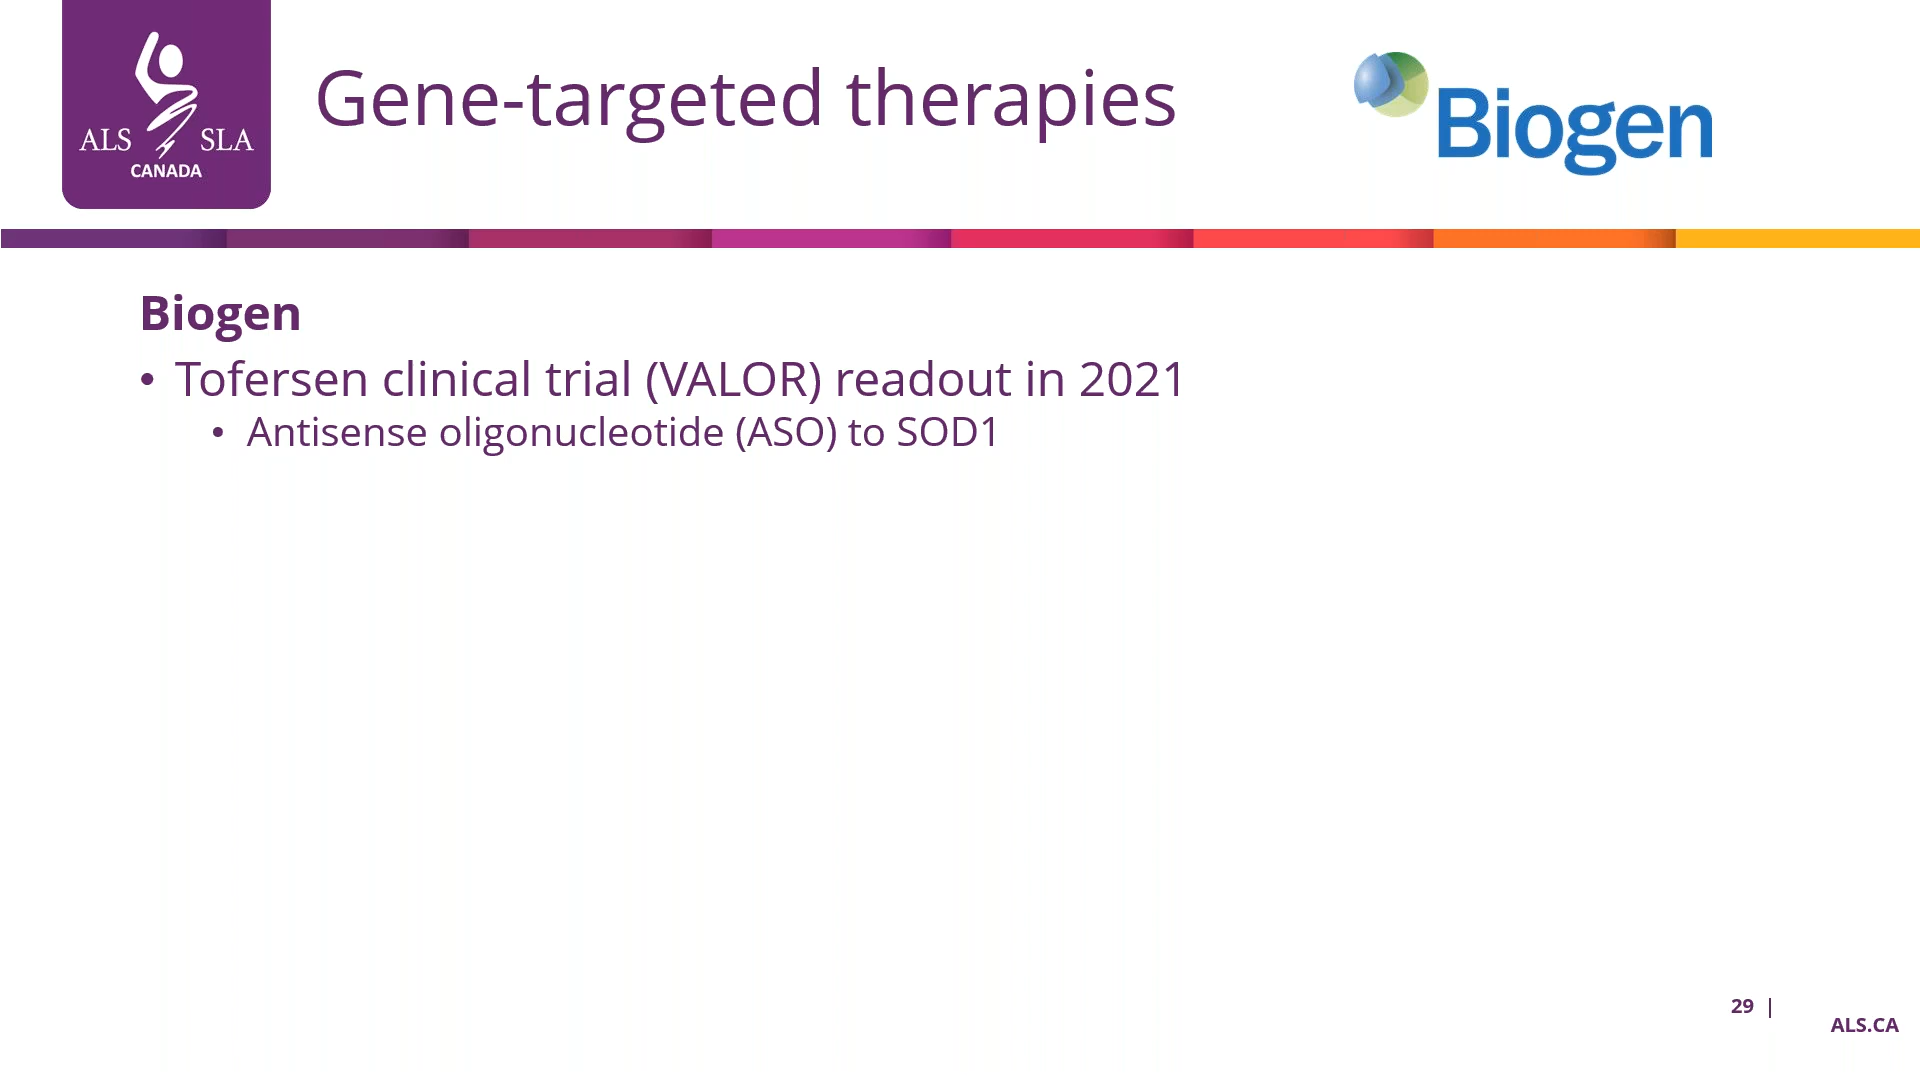 ALS SLA
CANADA
Gene-targeted therapies
Biogen
Biogen
• Tofersen clinical trial (VALOR) readout in 2021
• Antisense oligonucleotide (ASO) to SOD1
29 |
ALS.CA